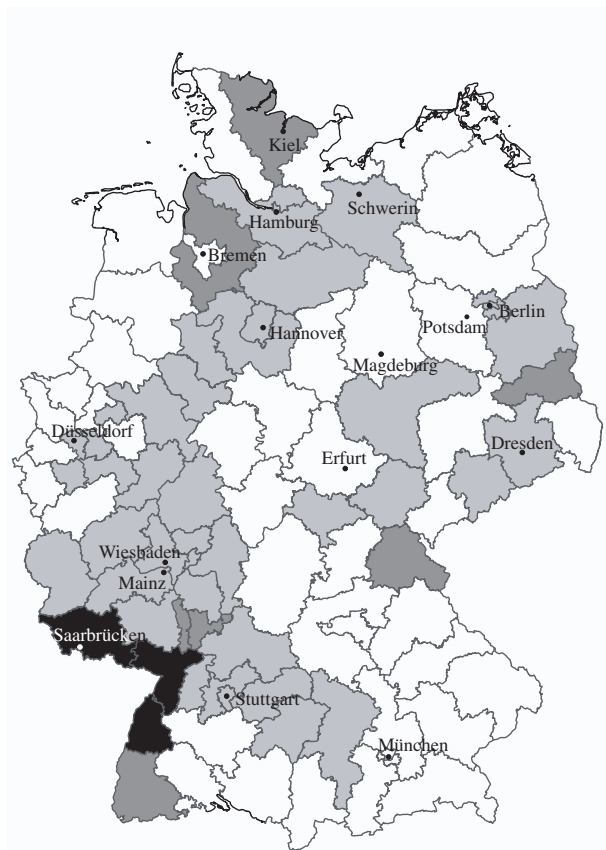 Kiel
Schwerin
Hamburg
Bremen
Berlin
Potsdam
Hannover
Magdeburg
Düsseldorf
Dresden
Erfurt
Wiesbaden
Mainz
Saarbrücken
Stuttgart
München